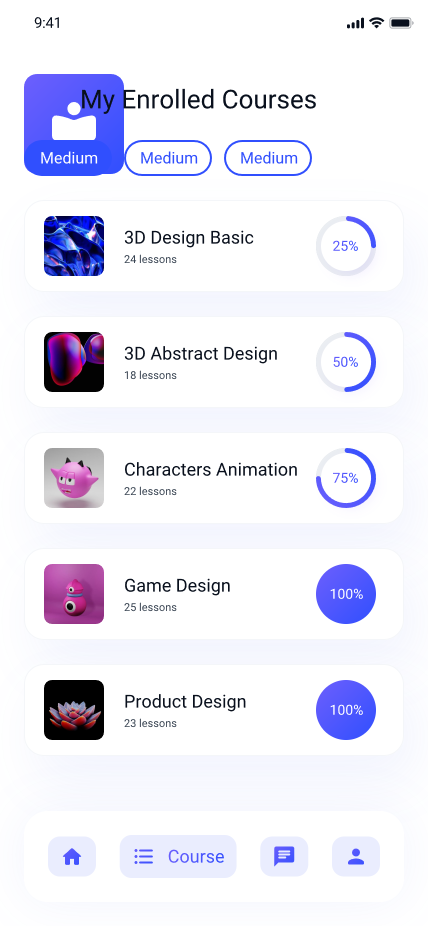 9:41
My Enrolled Courses
Medium Medium Medium
3D Design Basic
24 lessons
25%
3D Abstract Design
18 lessons
50%
Characters Animation
22 lessons
75%
Game Design
25 lessons
100%
Product Design
23 lessons
100%
Course